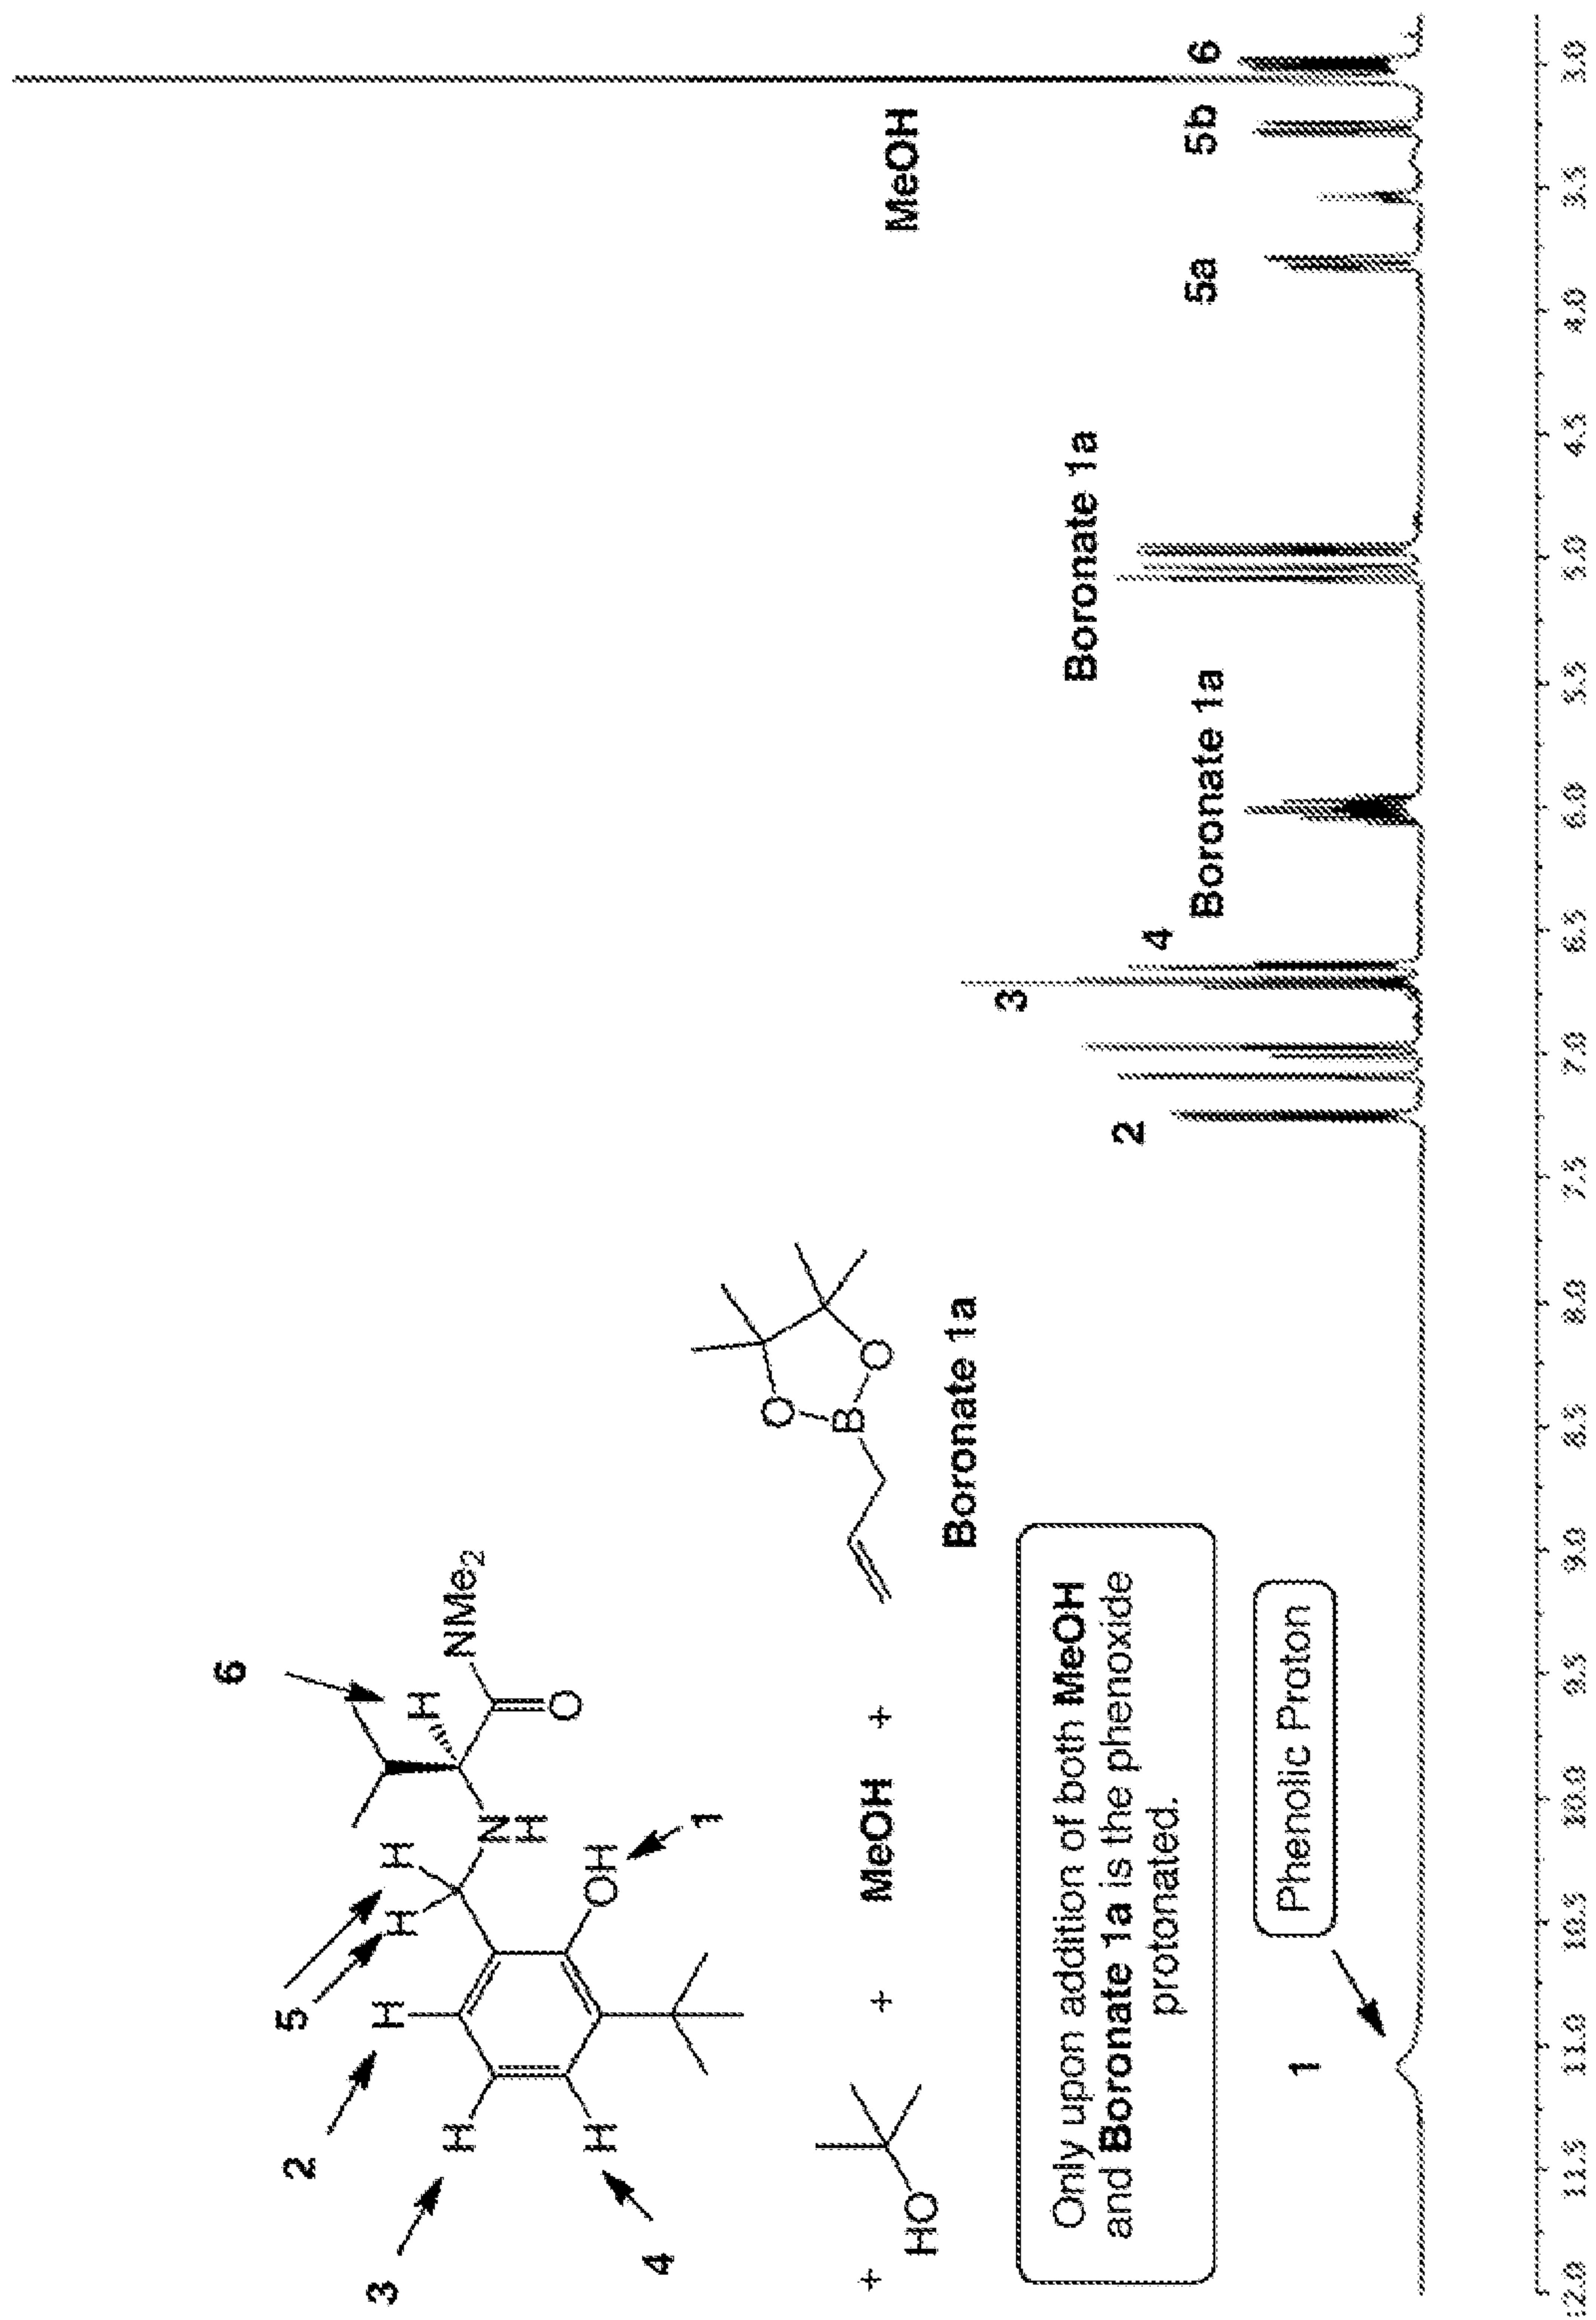 6
5
2
3
4
1
H
H
H
H
H
H
N
H
NMe2
O
OH
+
HO
+
MeOH
+
O
B
O
Boronate 1a
Only upon addition of both MeOH
and Boronate 1a is the phenoxide
protonated.
Phenolic Proton
1
2
3
4
Boronate 1a
Boronate 1a
5a
MeOH
5b
6
12.0 11.5 11.0 10.5 10.0 9.5 9.0 8.5 8.0 7.5 7.0 6.5 6.0 5.5 5.0 4.5 4.0 3.5 3.0